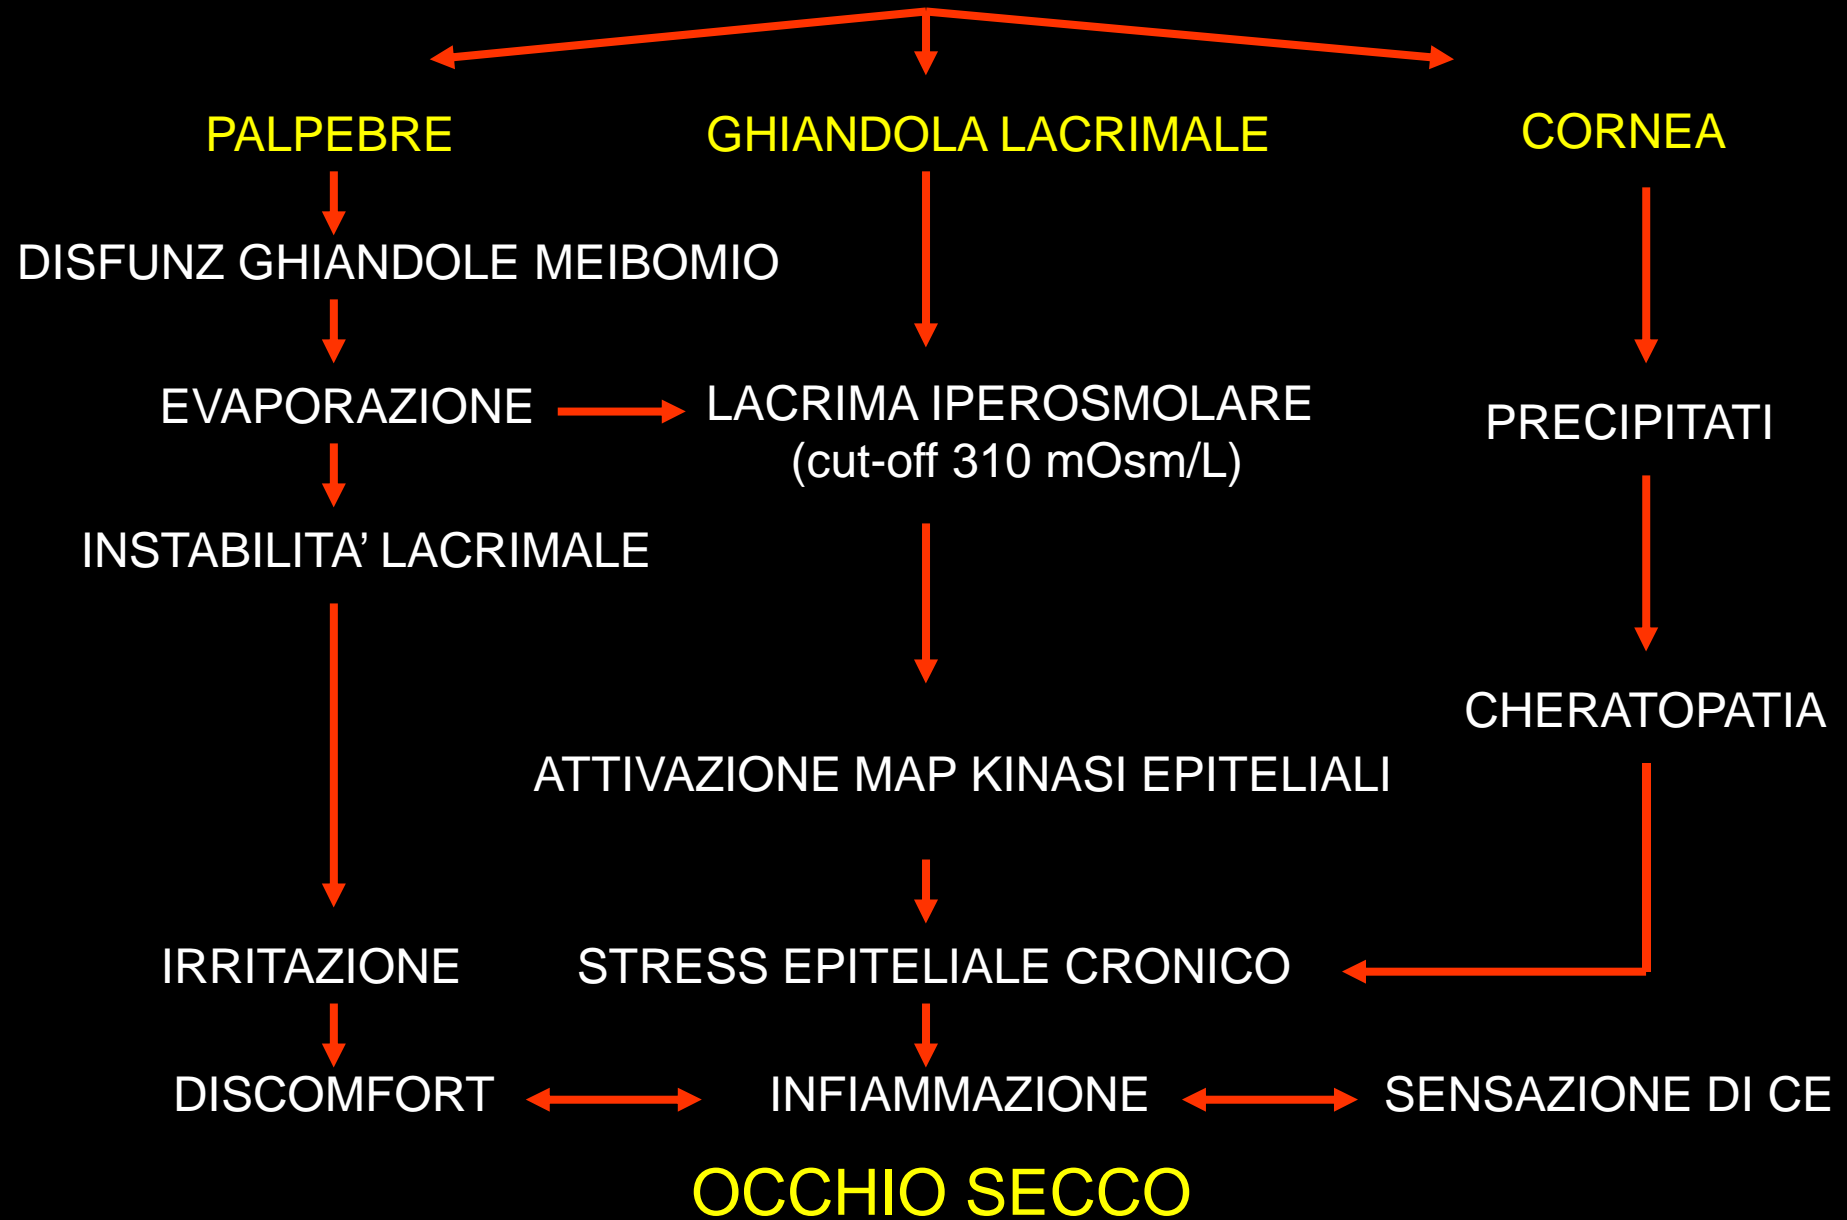 PALPEBRE
GHIANDOLA LACRIMALE
CORNEA
DISFUNZ GHIANDOLE MEIBOMIO
EVAPORAZIONE
LACRIMA IPEROSMOLARE
(cut-off 310 mOsm/L)
PRECIPITATI
INSTABILITA’ LACRIMALE
CHERATOPATIA
ATTIVAZIONE MAP KINASI EPITELIALI
IRRITAZIONE
STRESS EPITELIALE CRONICO
DISCOMFORT
INFIAMMAZIONE
SENSAZIONE DI CE
OCCHIO SECCO